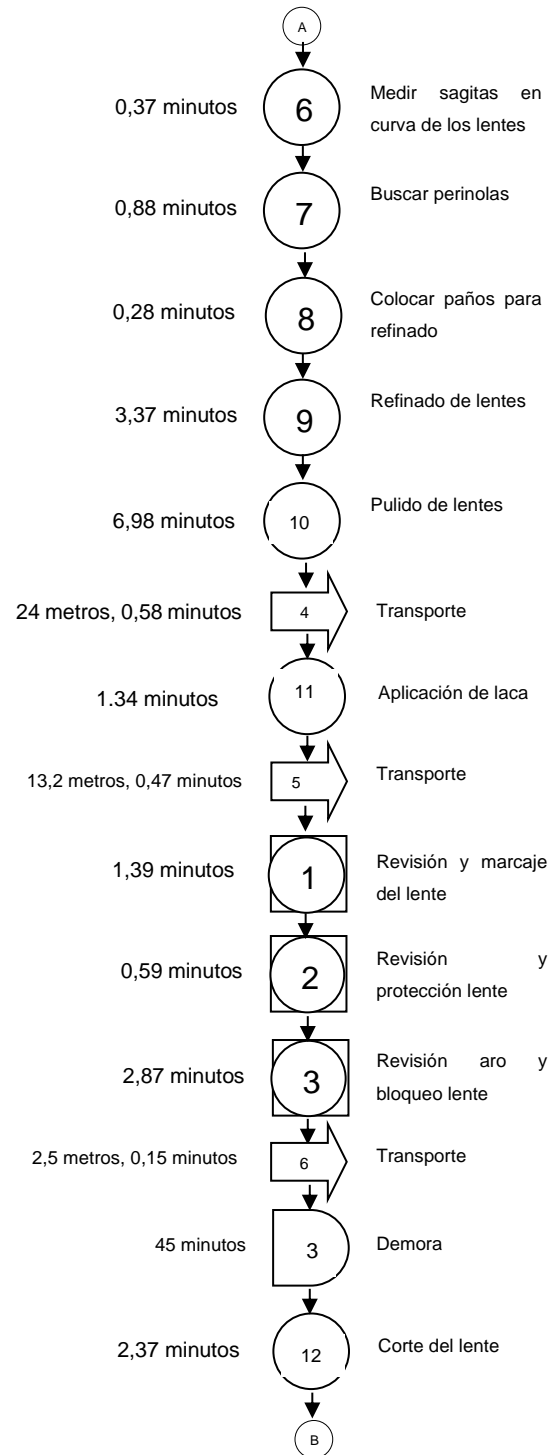 A
0,37 minutos 6 Medir sagitas en
curva de los lentes
0,88 minutos 7 Buscar perinolas
0,28 minutos 8 Colocar paños para
refinado
3,37 minutos 9 Refinado de lentes
6,98 minutos 10 Pulido de lentes
24 metros, 0,58 minutos 4 Transporte
1.34 minutos 11 Aplicación de laca
13,2 metros, 0,47 minutos 5 Transporte
1,39 minutos 1 Revisión y marcaje
del lente
0,59 minutos 2 Revisión y
protección lente
2,87 minutos 3 Revisión aro y
bloqueo lente
2,5 metros, 0,15 minutos 6 Transporte
45 minutos 3 Demora
2,37 minutos 12 Corte del lente
B